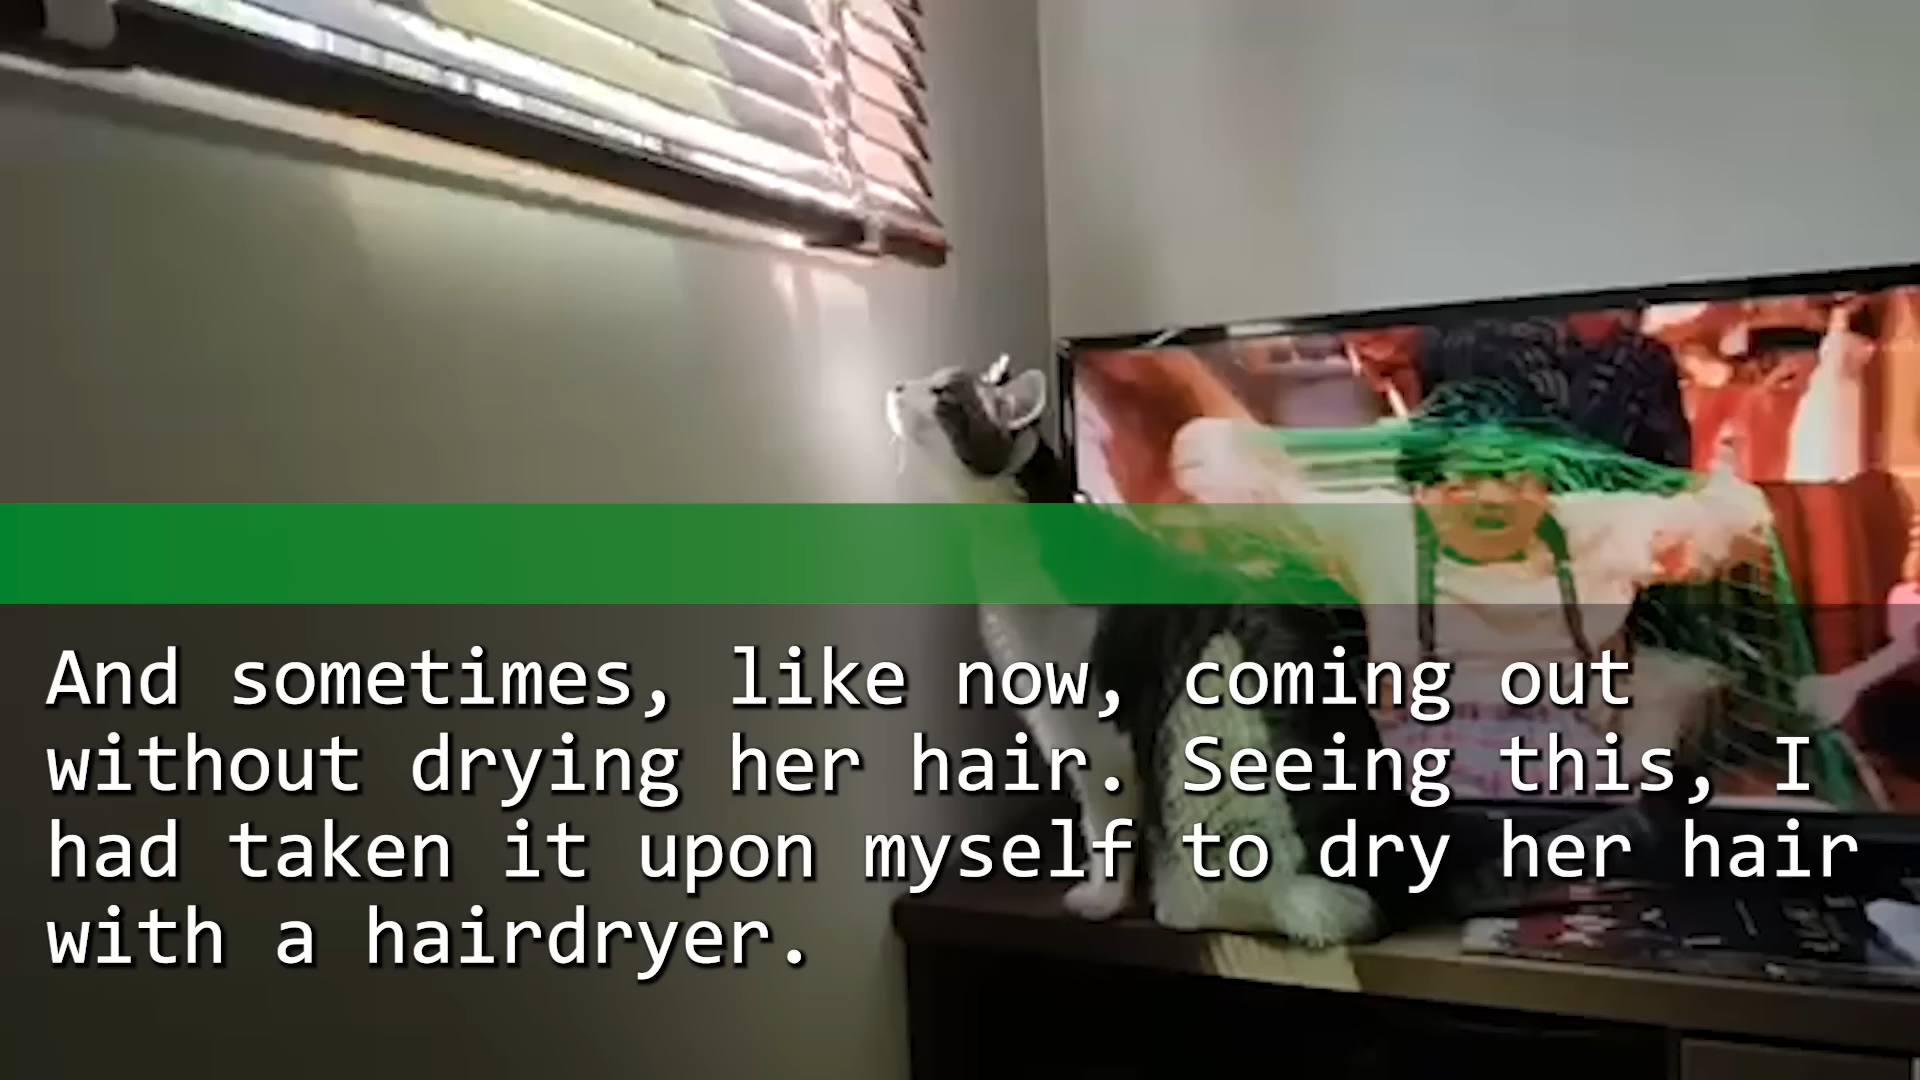 And sometimes, like now, coming out
without drying her hair. Seeing this, I
had taken it upon myself to dry her hair
with a hairdryer.